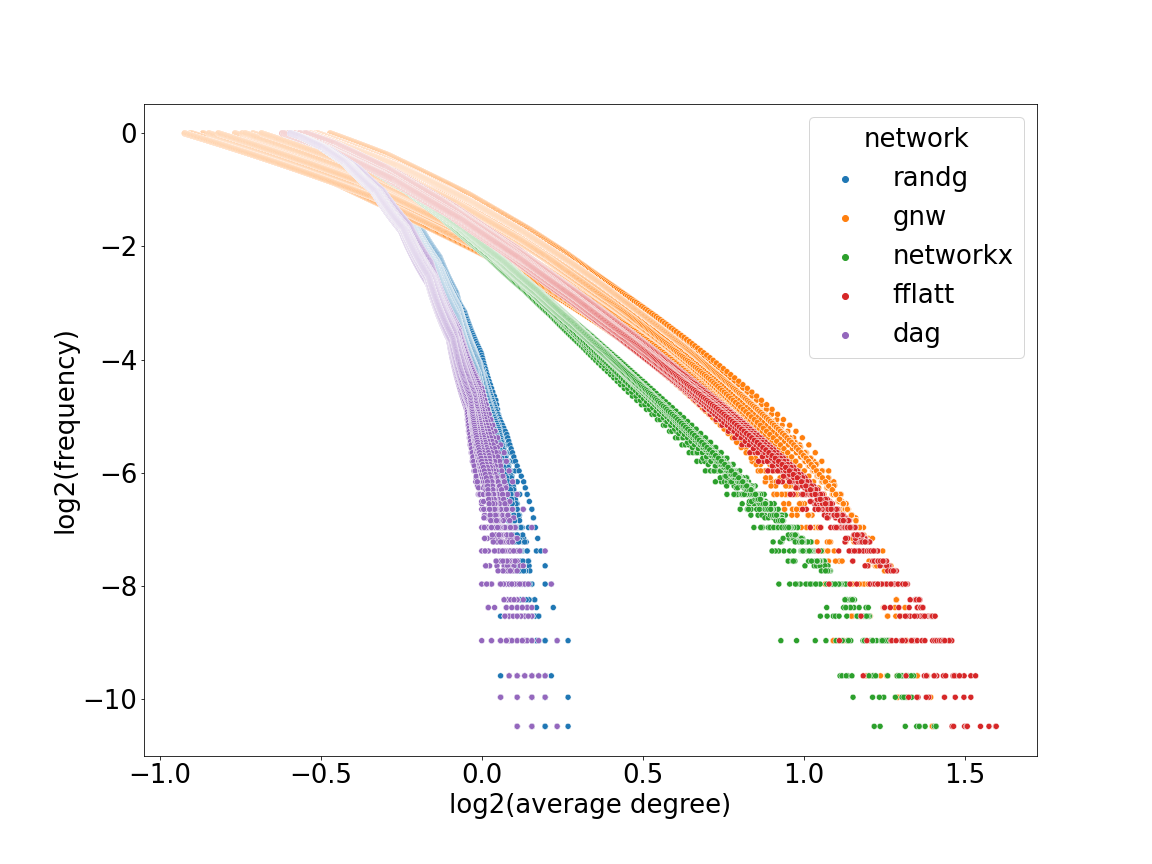 network
randg
gnw
networkx
fflatt
dag
log2(frequency)
0
−2
−4
−6
−8
−10
−1.0
−0.5
0.0
0.5
1.0
1.5
log2(average degree)